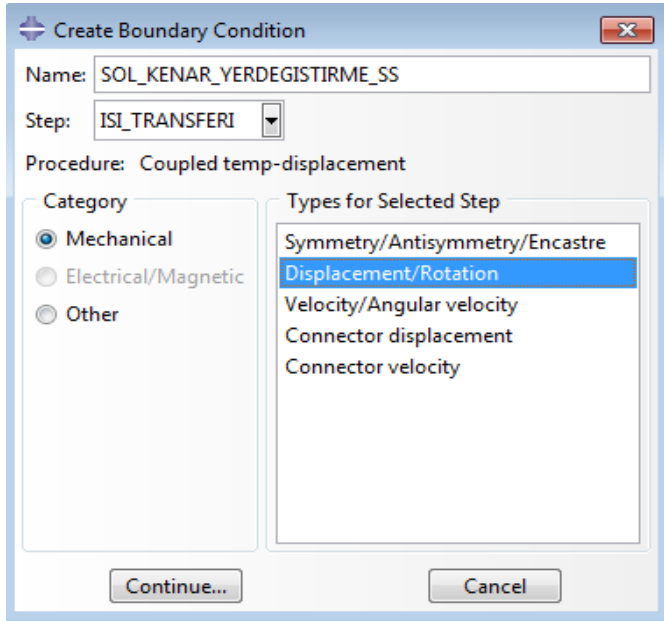 Create Boundary Condition
Name: SOL_KENAR_YERDEGISTIRME_SS
Step: ISI_TRANSFERI
Procedure: Coupled temp-displacement
Category
Mechanical
Electrical/Magnetic
Other
Types for Selected Step
Symmetry/Antisymmetry/Encastre
Displacement/Rotation
Velocity/Angular velocity
Connector displacement
Connector velocity
Continue... Cancel